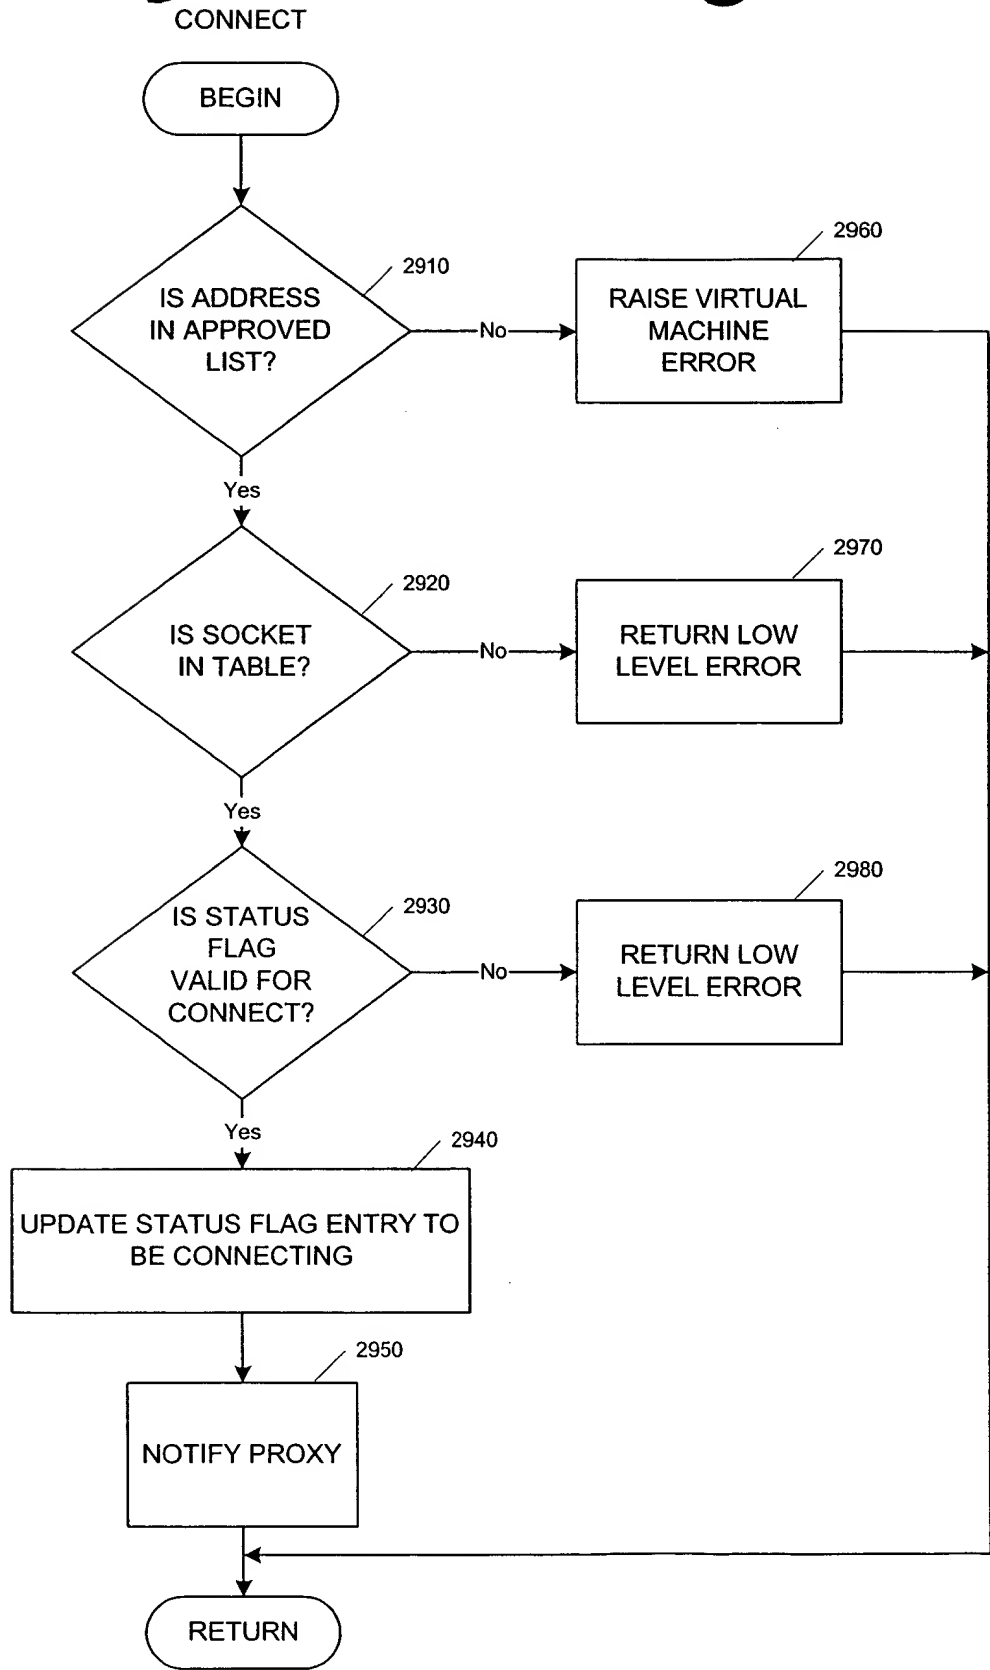 CONNECT
BEGIN
2910
IS ADDRESS
IN APPROVED
LIST?
No
2960
RAISE VIRTUAL
MACHINE
ERROR
Yes
2920
IS SOCKET
IN TABLE?
No
2970
RETURN LOW
LEVEL ERROR
Yes
2930
IS STATUS
FLAG
VALID FOR
CONNECT?
No
2980
RETURN LOW
LEVEL ERROR
Yes
2940
UPDATE STATUS FLAG ENTRY TO
BE CONNECTING
2950
NOTIFY PROXY
RETURN